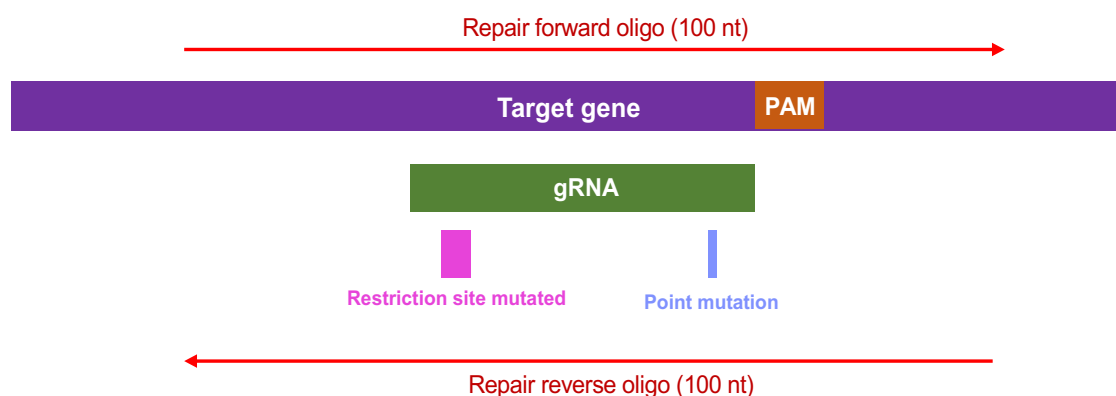 Repair forward oligo (100 nt)
Target gene
PAM
gRNA
Restriction site mutated
Point mutation
Repair reverse oligo (100 nt)